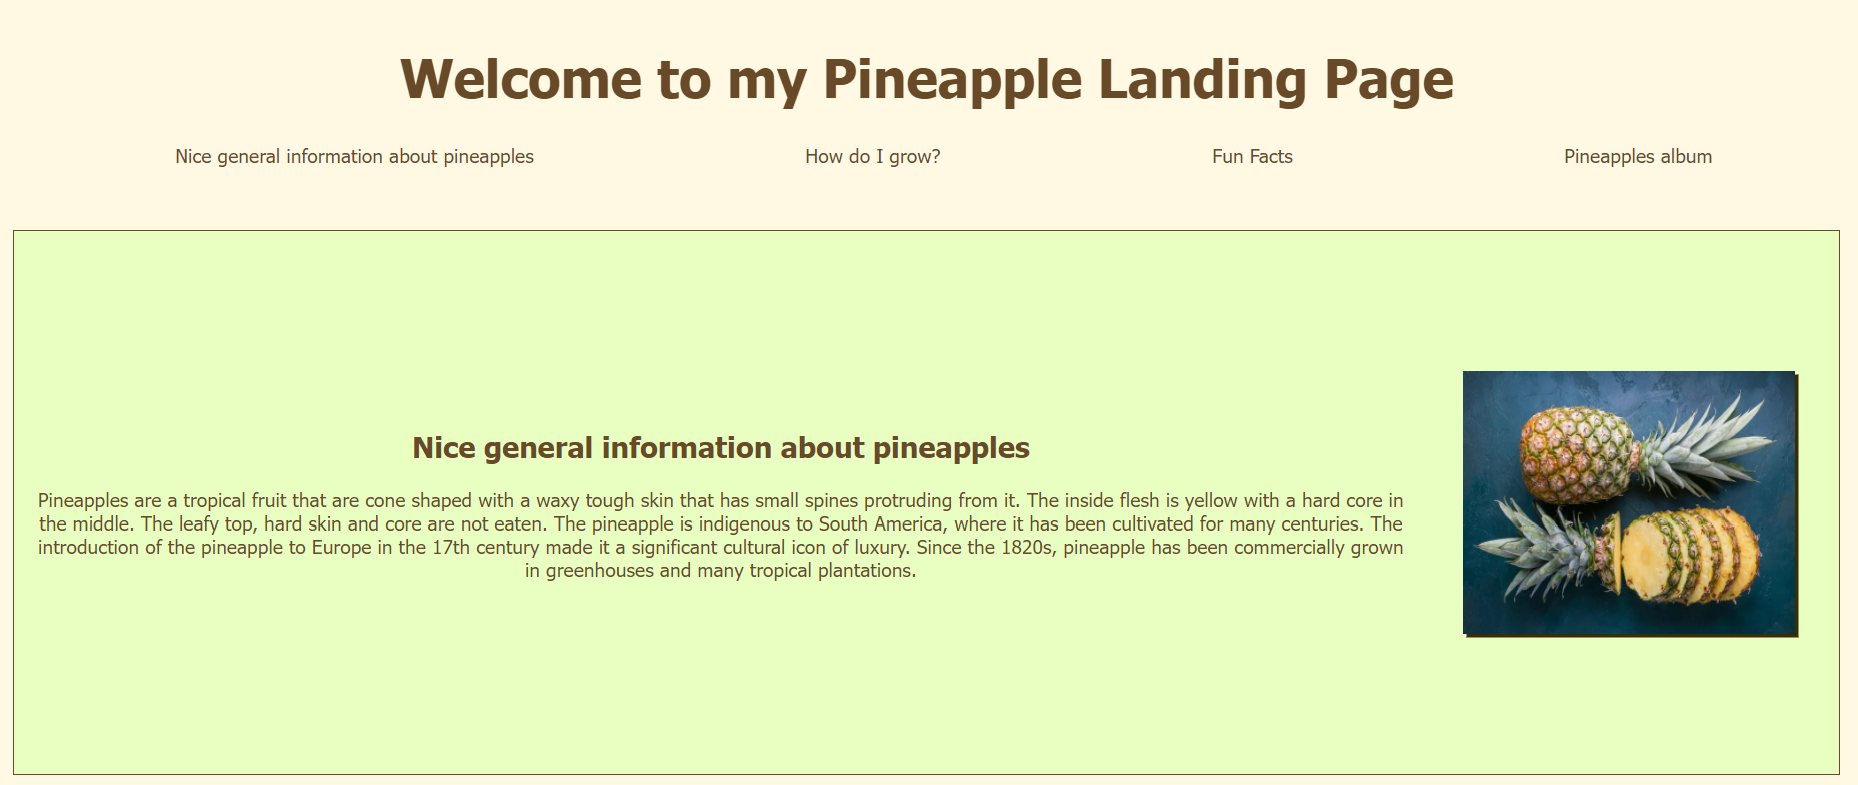 Welcome to my Pineapple Landing Page
Nice general information about pineapples
How do I grow?
Fun Facts
Pineapples album
Nice general information about pineapples
Pineapples are a tropical fruit that are cone shaped with a waxy tough skin that has small spines protruding from it. The inside flesh is yellow with a hard core in
the middle. The leafy top, hard skin and core are not eaten. The pineapple is indigenous to South America, where it has been cultivated for many centuries. The
introduction of the pineapple to Europe in the 17th century made it a significant cultural icon of luxury. Since the 1820s, pineapple has been commercially grown
in greenhouses and many tropical plantations.